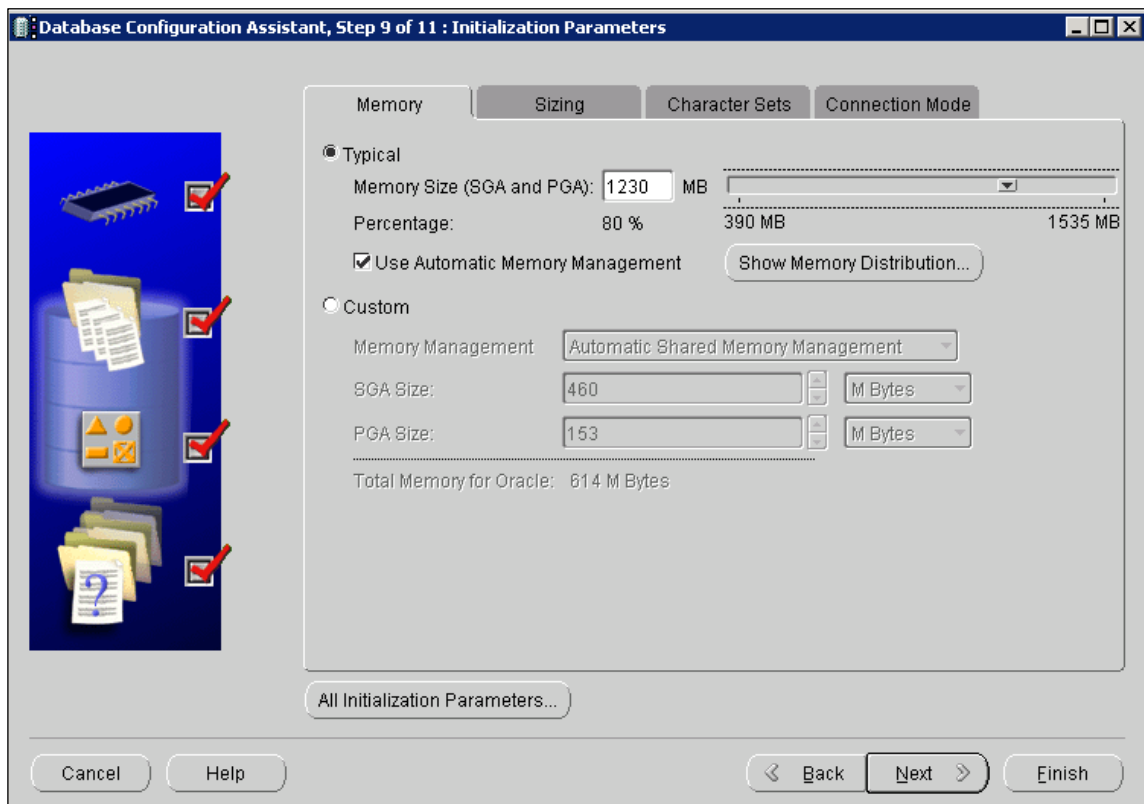 Database Configuration Assistant, Step 9 of 11 : Initialization Parameters
Memory Sizing Character Sets Connection Mode
Typical
Memory Size (SGA and PGA): 1230 MB
Percentage: 80 % 390 MB 1535 MB
Use Automatic Memory Management Show Memory Distribution...
Custom
Memory Management Automatic Shared Memory Management
SGA Size: 460 M Bytes
PGA Size: 153 M Bytes
Total Memory for Oracle: 614 M Bytes
?
All Initialization Parameters...
Cancel Help Back Next Finish